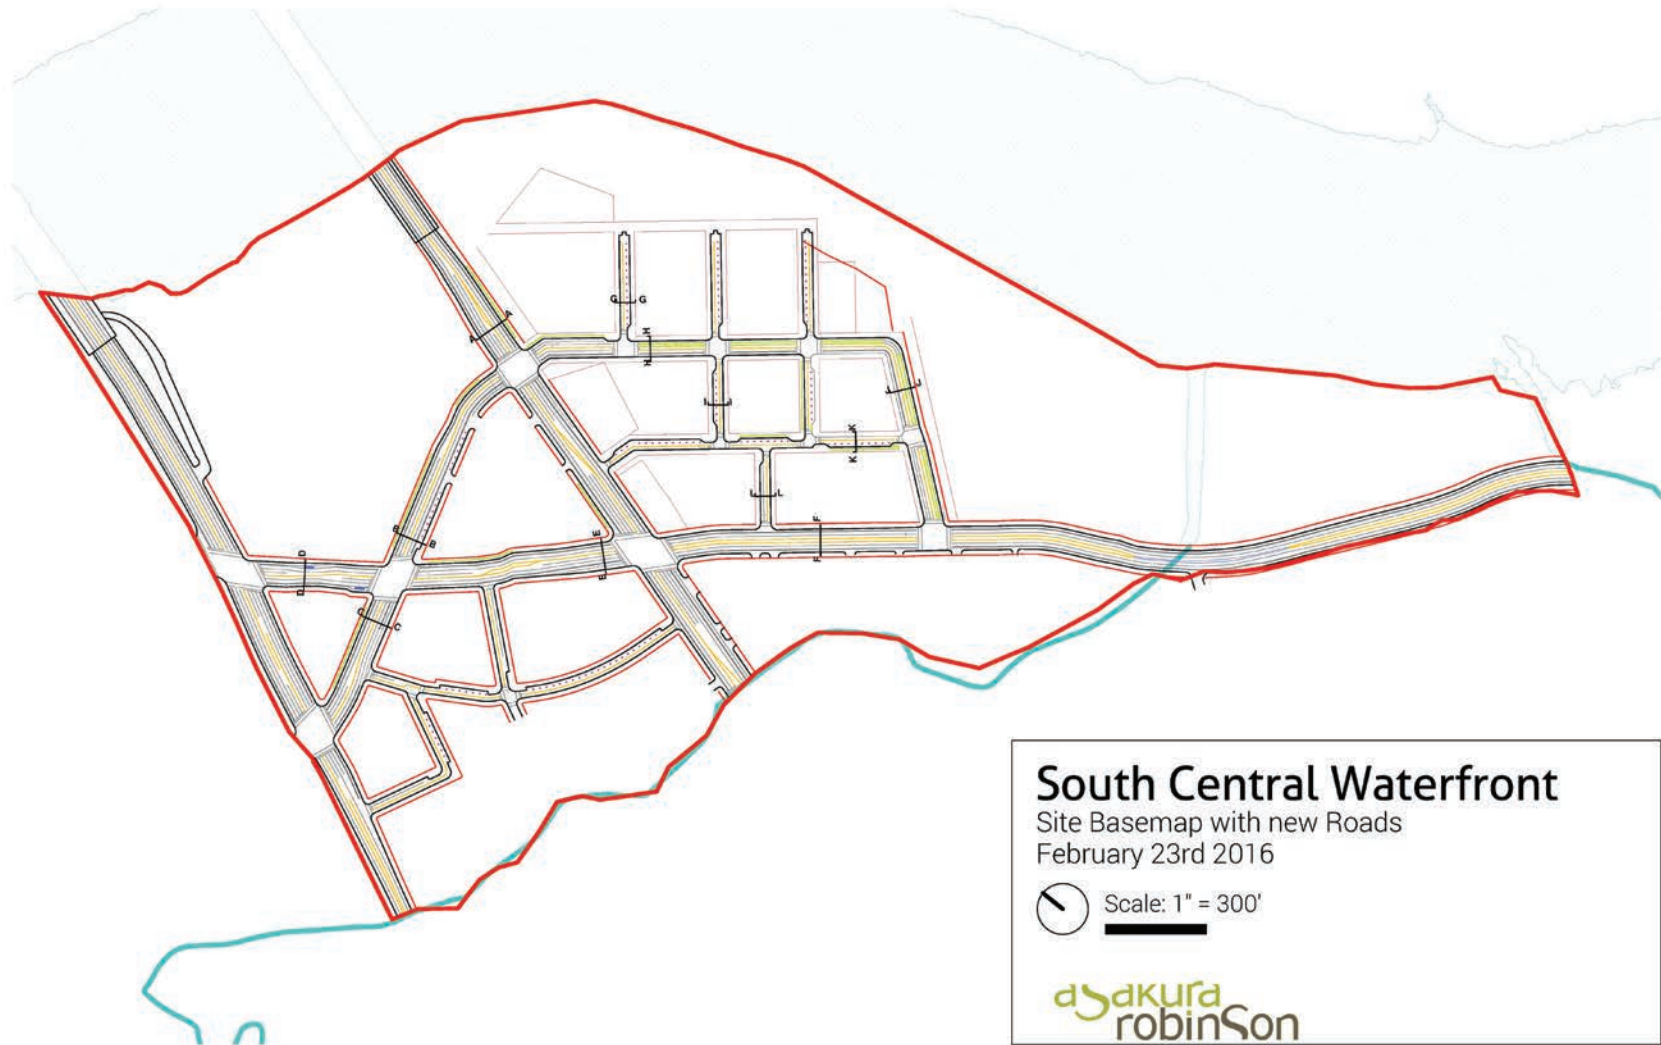 A
A
G
G
H
H
J
J
K
K
L
L
F
F
E
E
B
B
D
D
C
C
South Central Waterfront
Site Basemap with new Roads
February 23rd 2016
Scale: 1" = 300'
asakura
robinson